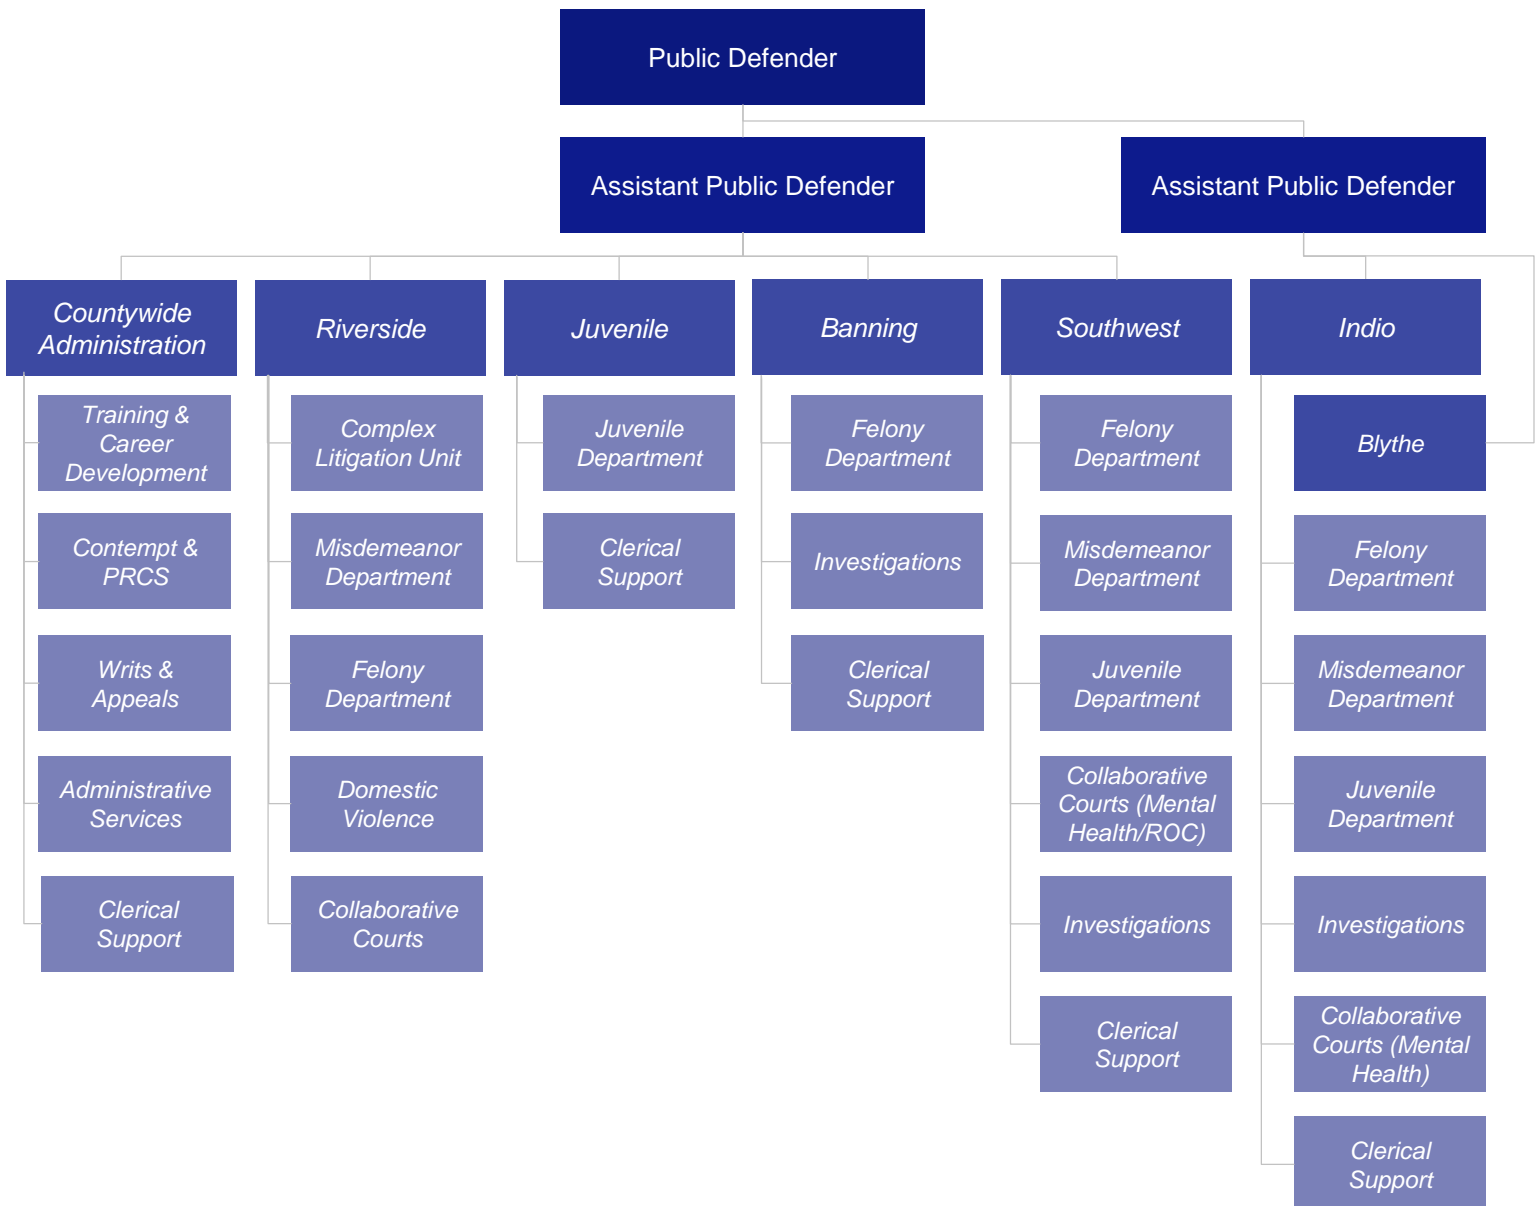 Public Defender
Assistant Public Defender
Assistant Public Defender
Countywide
Administration
Training &
Career
Development
Contempt &
PRCS
Writs &
Appeals
Administrative
Services
Clerical
Support
Riverside
Complex
Litigation Unit
Misdemeanor
Department
Felony
Department
Domestic
Violence
Collaborative
Courts
Juvenile
Juvenile
Department
Clerical
Support
Banning
Felony
Department
Investigations
Clerical
Support
Southwest
Felony
Department
Misdemeanor
Department
Juvenile
Department
Collaborative
Courts (Mental
Health/ROC)
Investigations
Clerical
Support
Indio
Blythe
Felony
Department
Misdemeanor
Department
Juvenile
Department
Investigations
Collaborative
Courts (Mental
Health)
Clerical
Support